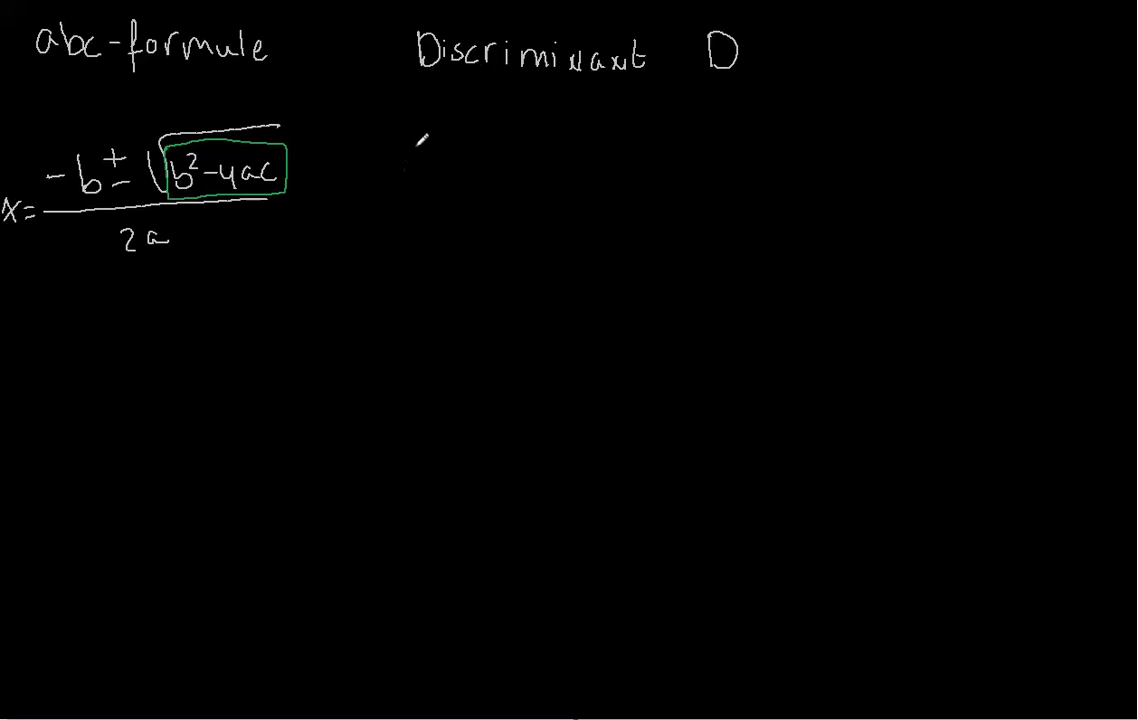 abc-formule
Discriminant D
x = -b ± √b²-4ac
2a